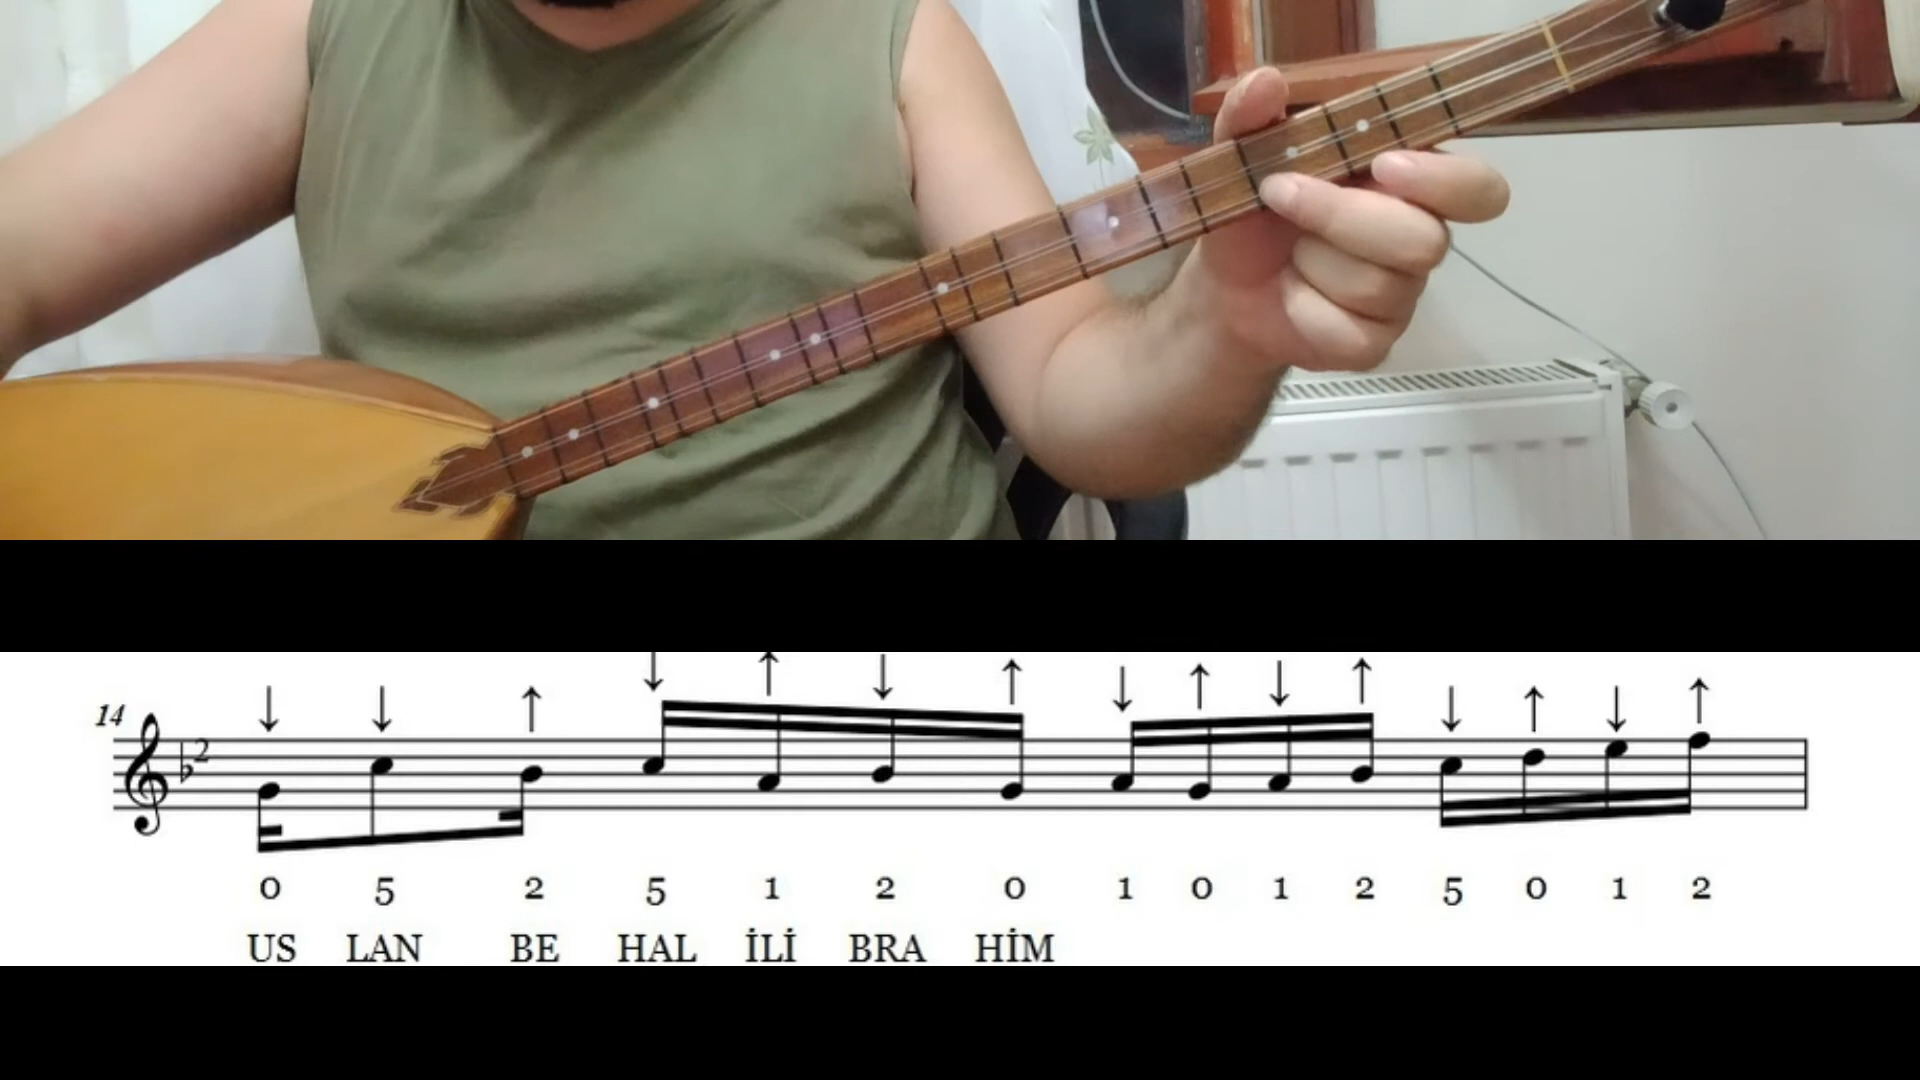 14
2
0 5 2 5 1 2 0 1 0 1 2 5 0 1 2
US LAN BE HAL İLİ BRA HİM